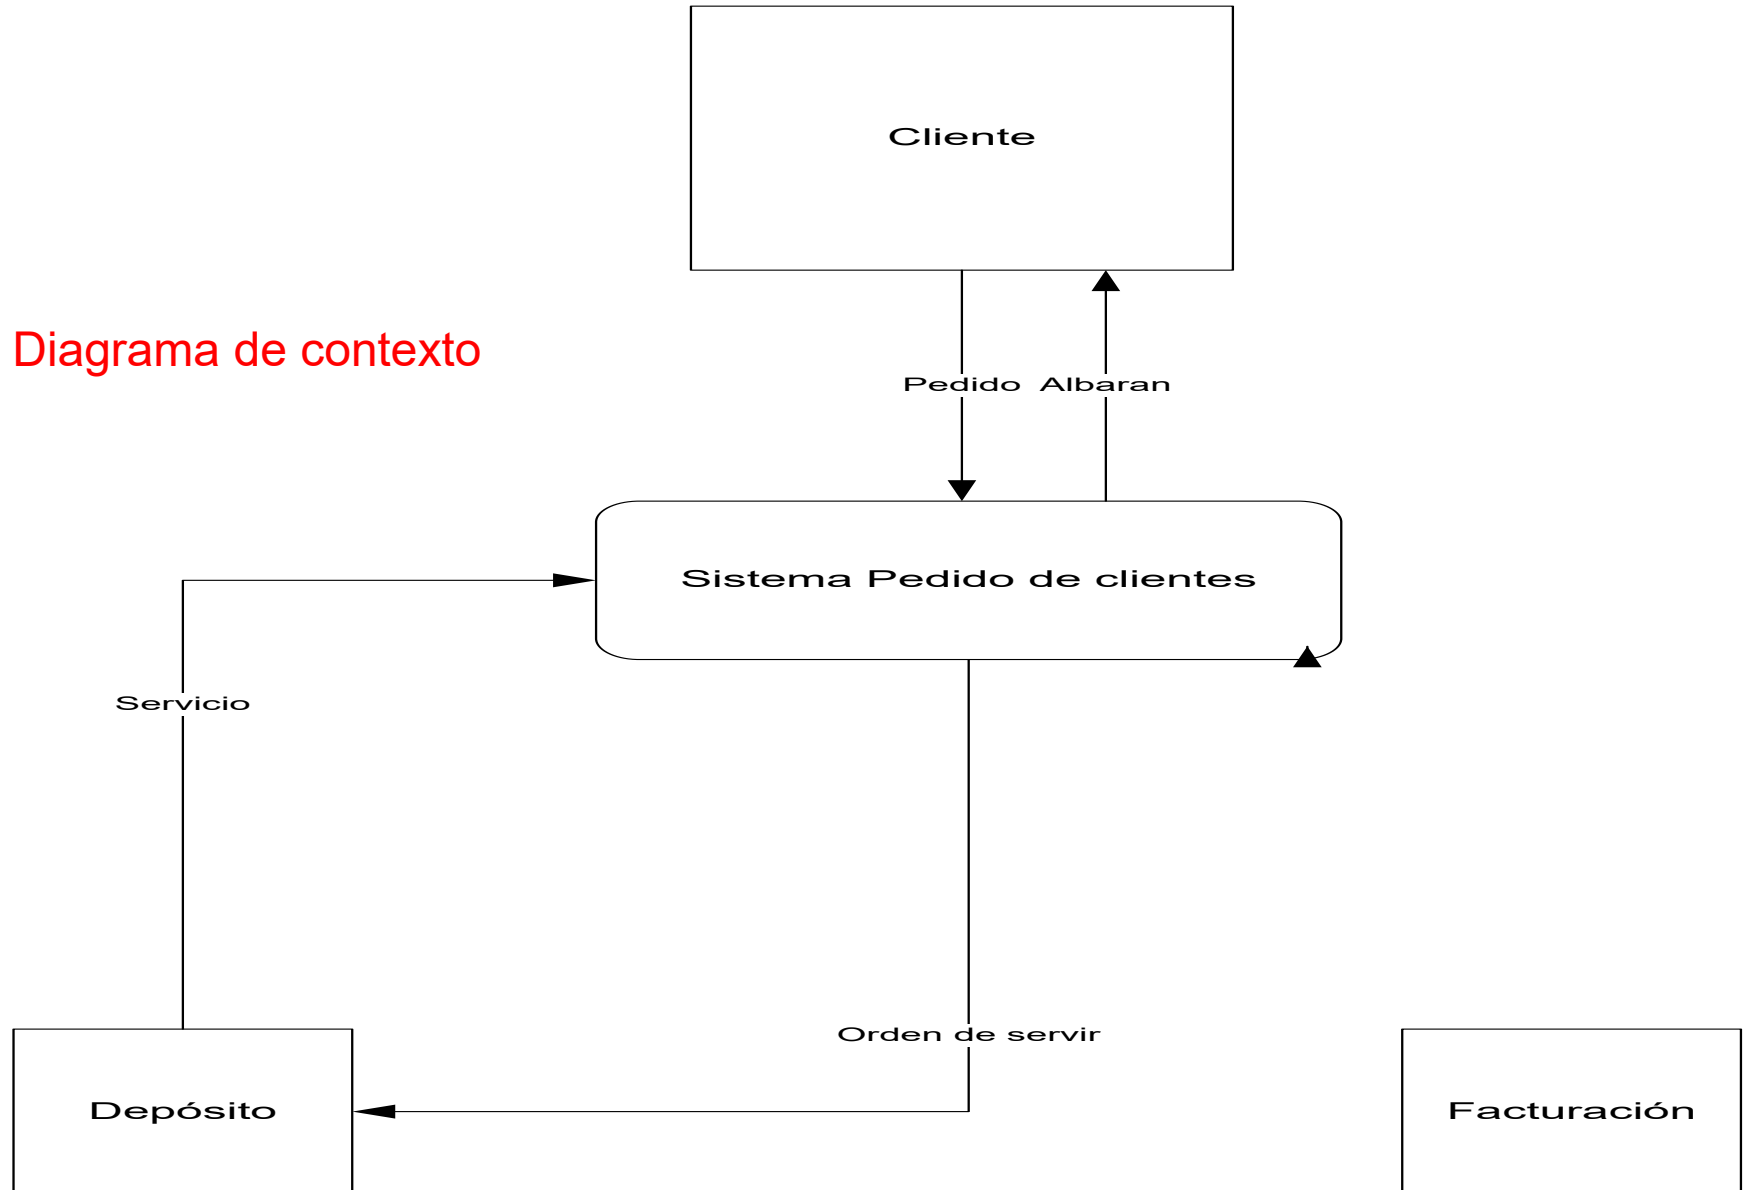 Cliente
Diagrama de contexto
Pedido Albaran
Sistema Pedido de clientes
Servicio
Orden de servir
Depósito
Facturación